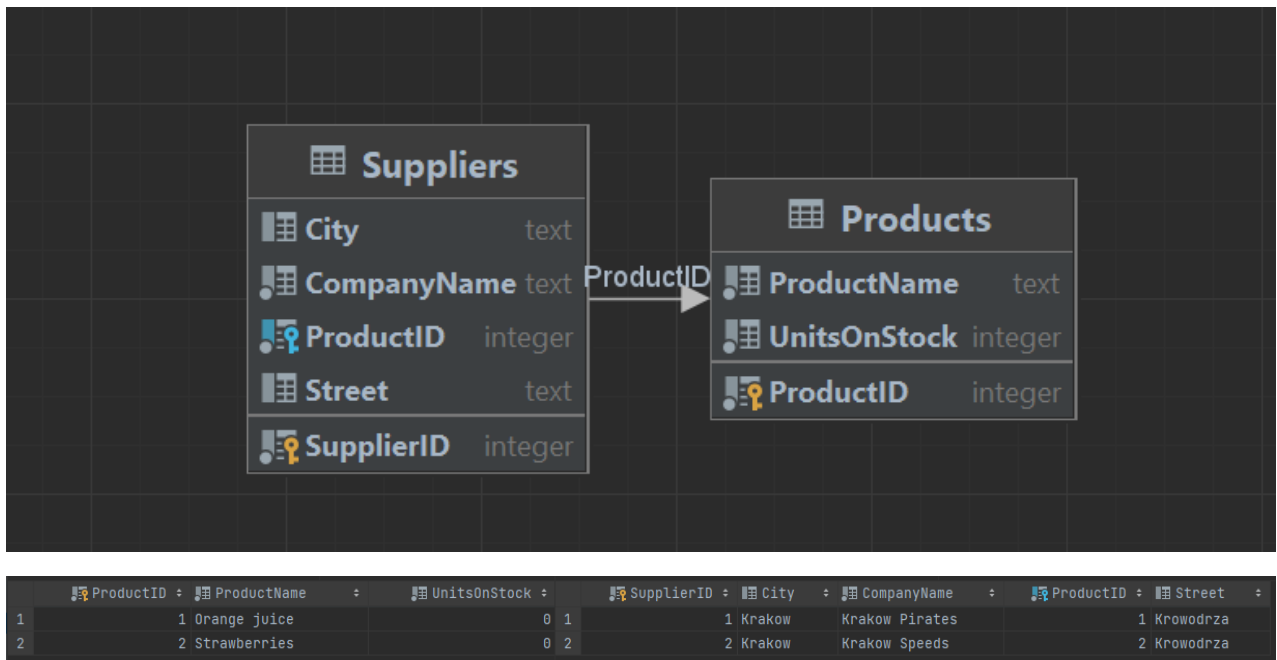 Suppliers
City text
CompanyName text
ProductID integer
Street text
SupplierID integer
ProductID
Products
ProductName text
UnitsOnStock integer
ProductID integer
ProductID ProductName UnitsOnStock
1 1 Orange juice 0
2 2 Strawberries 0
SupplierID City CompanyName ProductID Street
1 1 Krakow Krakow Pirates 1 Krowodrza
2 2 Krakow Krakow Speeds 2 Krowodrza